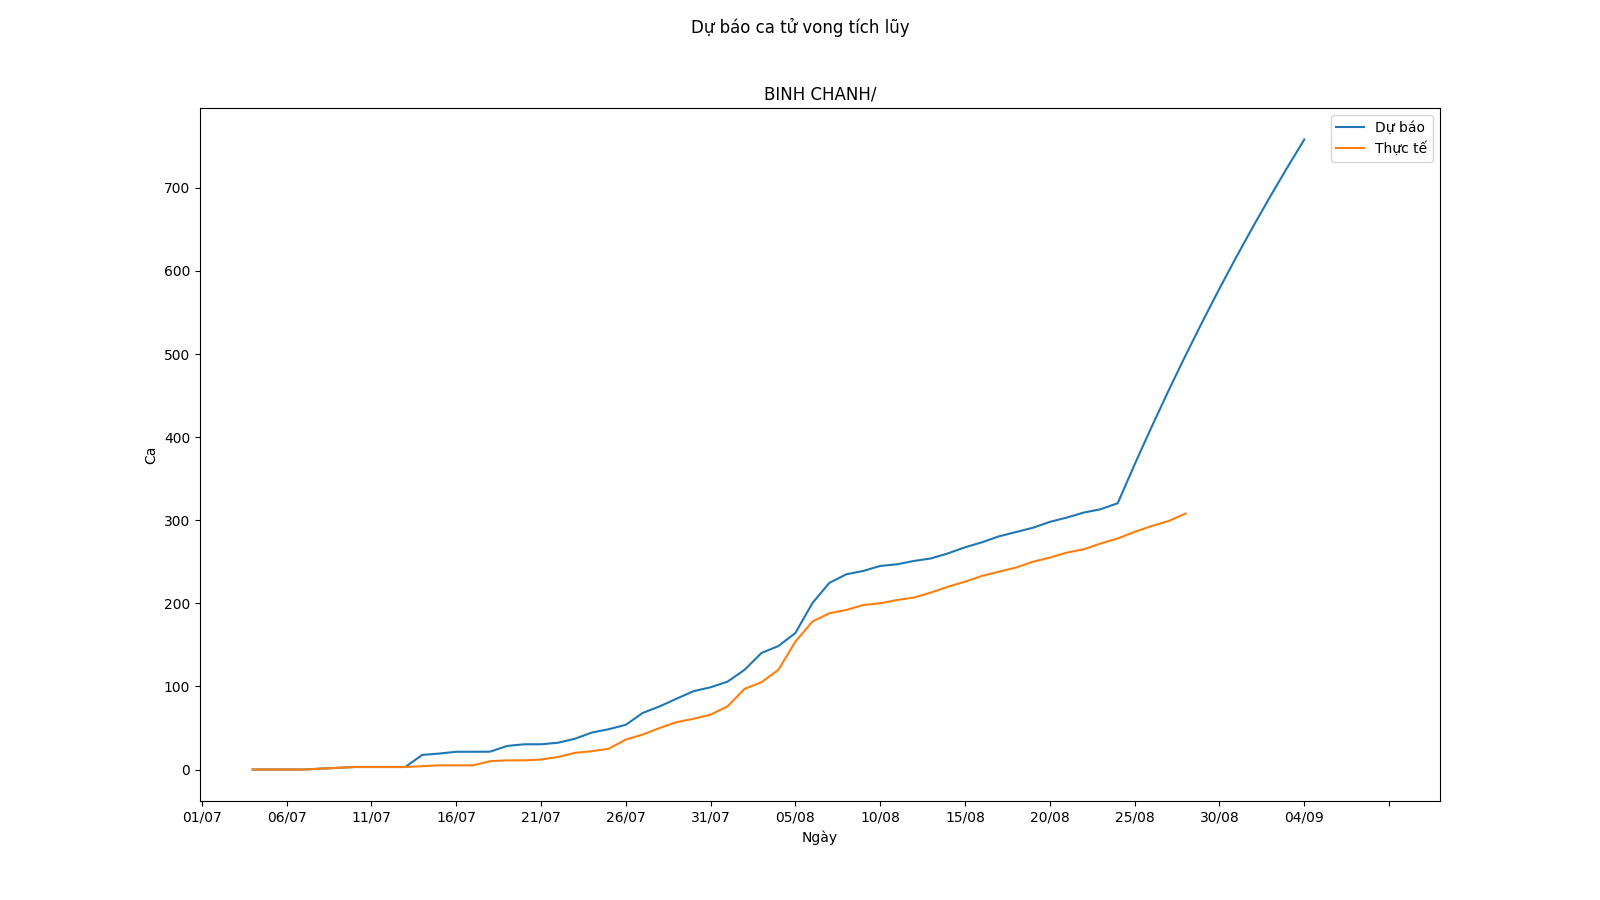 Dự báo ca tử vong tích lũy
BINH CHANH/
Dự báo
Thực tế
700
600
500
400
300
200
100
0
Ca
01/07 06/07 11/07 16/07 21/07 26/07 31/07 05/08 10/08 15/08 20/08 25/08 30/08 04/09
Ngày